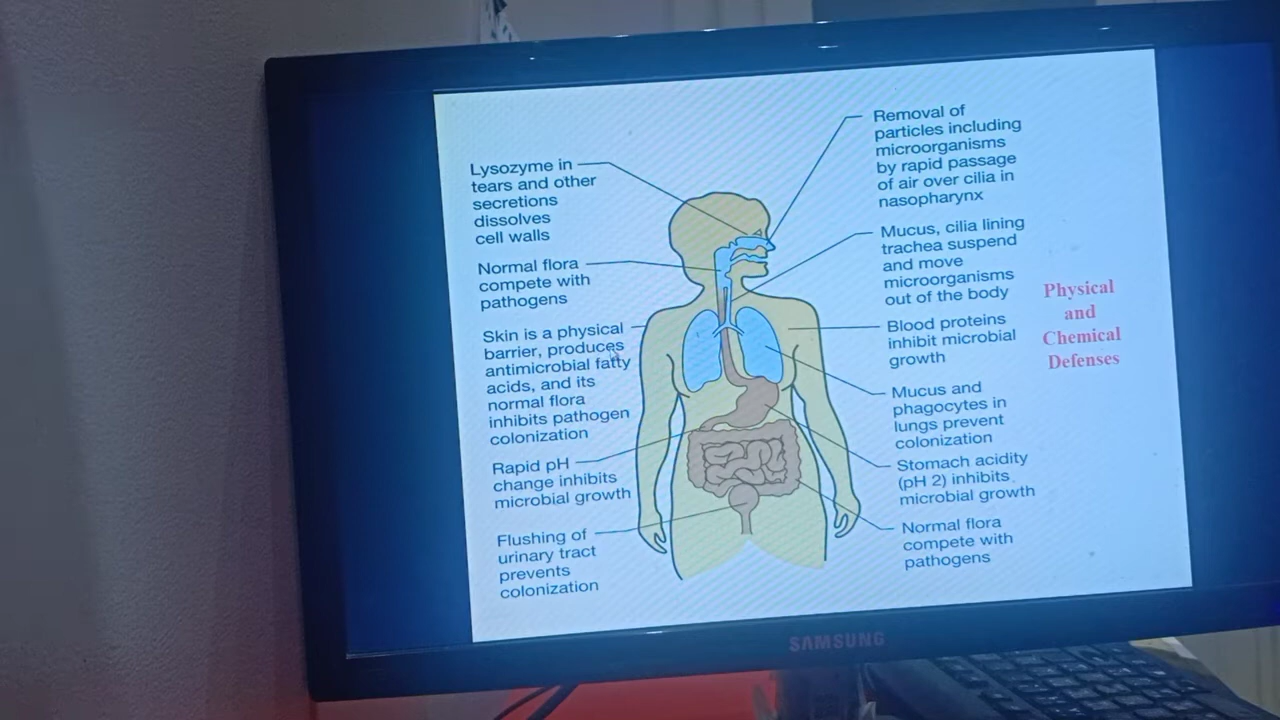 Lysozyme in
tears and other
secretions
dissolves
cell walls
Normal flora
compete with
pathogens
Skin is a physical
barrier, produces
antimicrobial fatty
acids, and its
normal flora
inhibits pathogen
colonization
Rapid pH
change inhibits
microbial growth
Flushing of
urinary tract
prevents
colonization
Removal of
particles including
microorganisms
by rapid passage
of air over cilia in
nasopharynx
Mucus, cilia lining
trachea suspend
and move
microorganisms
out of the body
Blood proteins
inhibit microbial
growth
Mucus and
phagocytes in
lungs prevent
colonization
Stomach acidity
(pH 2) inhibits
microbial growth
Normal flora
compete with
pathogens
Physical
and
Chemical
Defenses
SAMSUNG